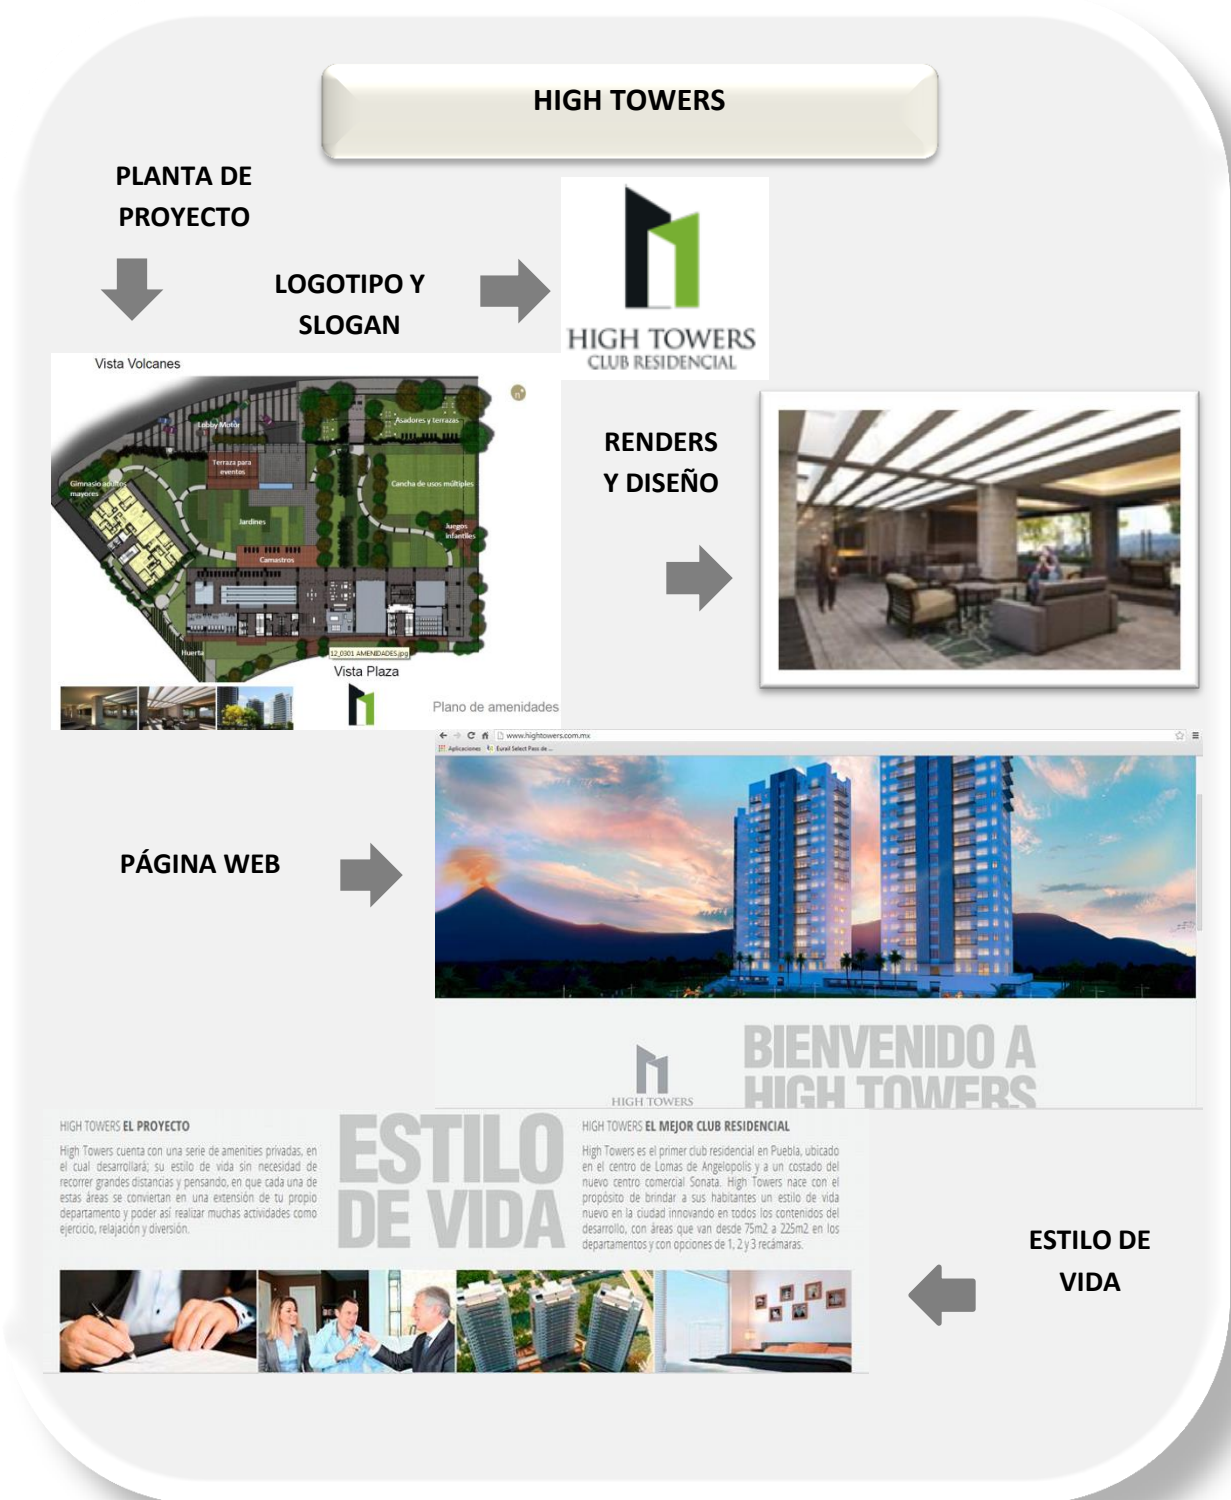 HIGH TOWERS
PLANTA DE
PROYECTO
LOGOTIPO Y
SLOGAN
HIGH TOWERS
CLUB RESIDENCIAL
Vista Volcanes
Lobby Motor
Asadores y terrazas
Terraza para
eventos
Gimnasio adultos
mayores
Cancha de usos múltiples
Jardines
Juegos
infantiles
Camastros
Huerta
12_0301 AMENIDADES.jpg
Vista Plaza
Plano de amenidades
RENDERS
Y DISEÑO
www.hightowers.com.mx
Aplicaciones
Eurail Select Pass de ...
PÁGINA WEB
HIGH TOWERS
BIENVENIDO A
HIGH TOWERS
HIGH TOWERS EL PROYECTO
High Towers cuenta con una serie de amenities privadas, en
el cual desarrollará; su estilo de vida sin necesidad de
recorrer grandes distancias y pensando, en que cada una de
estas áreas se conviertan en una extensión de tu propio
departamento y poder así realizar muchas actividades como
ejercicio, relajación y diversión.
ESTILO
DE VIDA
HIGH TOWERS EL MEJOR CLUB RESIDENCIAL
High Towers es el primer club residencial en Puebla, ubicado
en el centro de Lomas de Angelopolis y a un costado del
nuevo centro comercial Sonata. High Towers nace con el
propósito de brindar a sus habitantes un estilo de vida
nuevo en la ciudad innovando en todos los contenidos del
desarrollo, con áreas que van desde 75m2 a 225m2 en los
departamentos y con opciones de 1, 2 y 3 recámaras.
ESTILO DE
VIDA